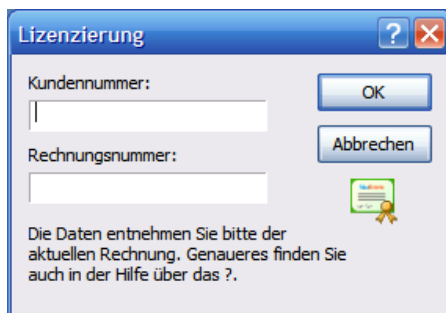 Lizenzierung
?
Kundennummer:
OK
Rechnungsnummer:
Abbrechen
Die Daten entnehmen Sie bitte der
aktuellen Rechnung. Genaueres finden Sie
auch in der Hilfe über das ?.